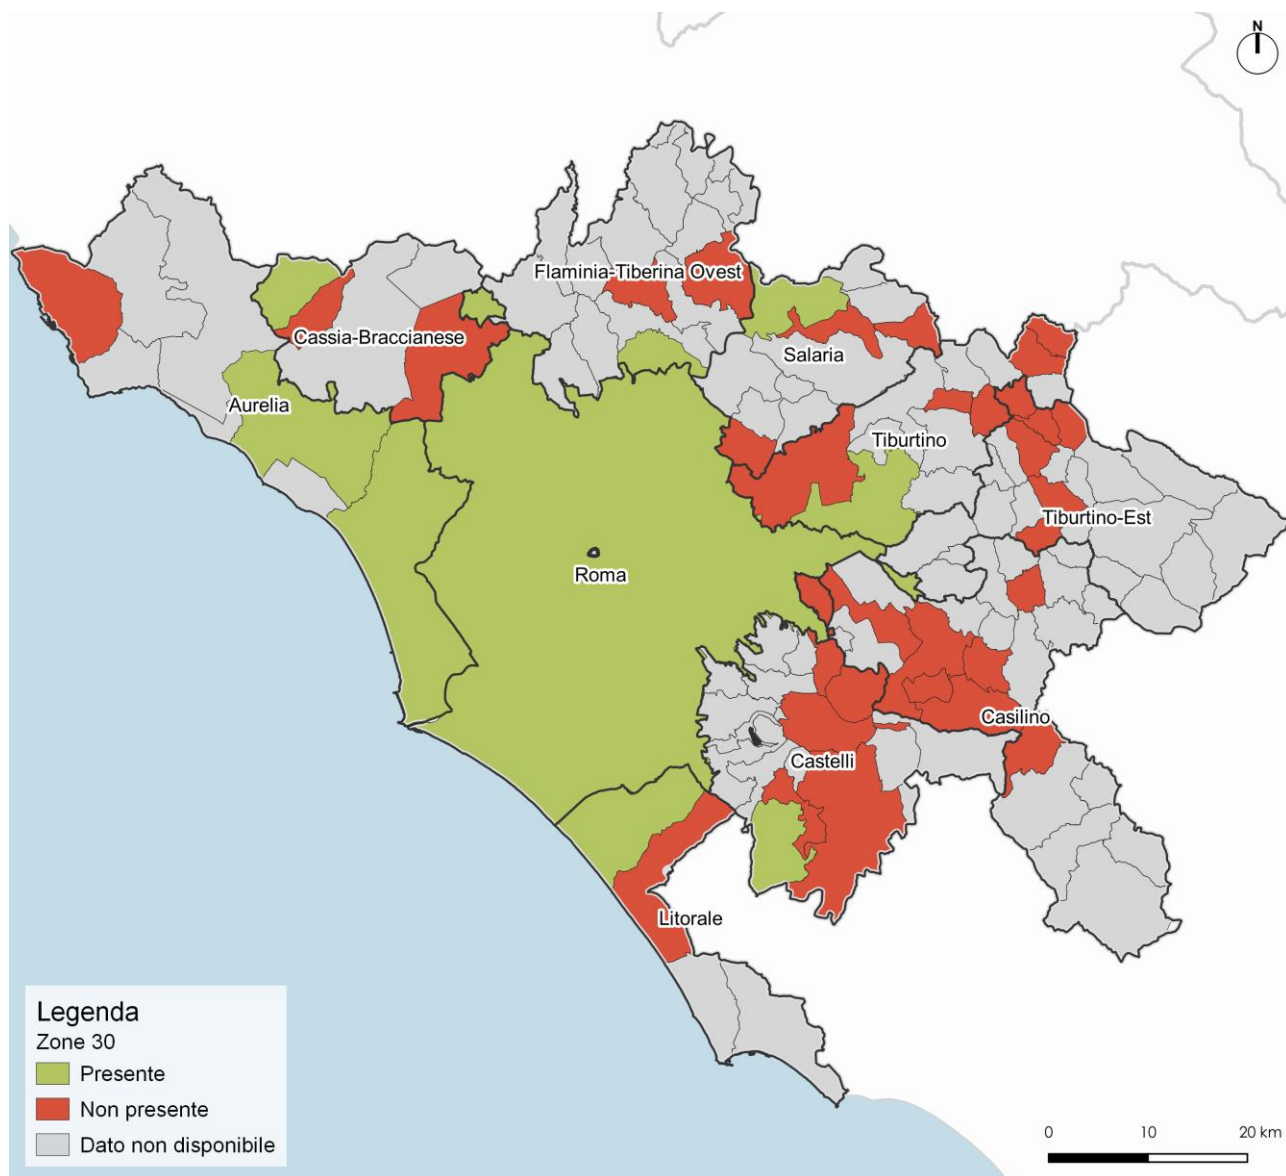 N
Flaminia-Tiberina Ovest
Cassia-Braccianese
Salaria
Aurelia
Tiburtino
Tiburtino-Est
Roma
Casilino
Castelli
Litorale
Legenda
Zone 30
Presente
Non presente
Dato non disponibile
0 10 20 km